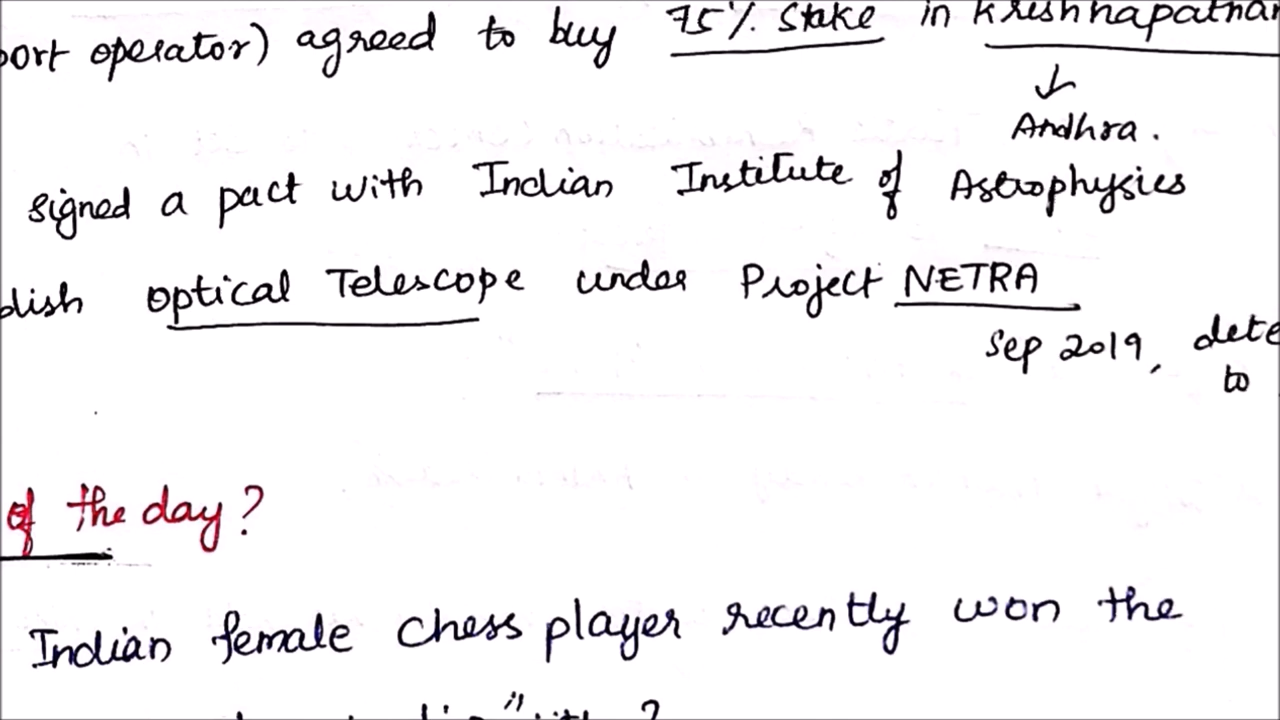 port operator) agreed to buy 75% stake in Krishnapatnam
Andhra.
signed a pact with Indian Institute of Astrophysics
blish optical Telescope under Project NETRA
Sep 2019, dete
to
of the day?
Indian female chess player recently won the